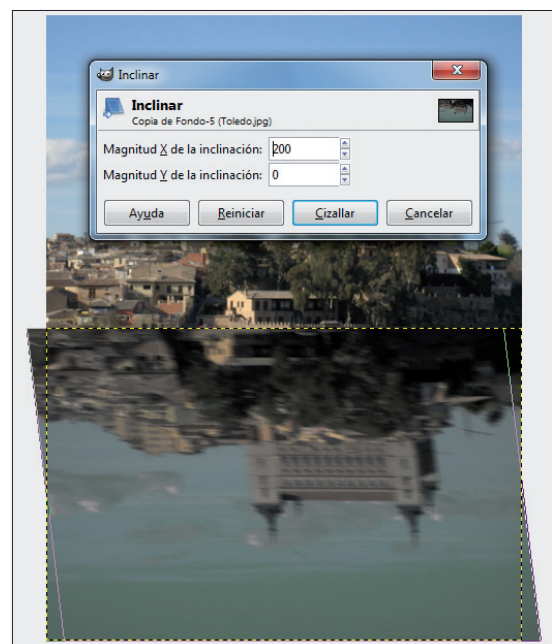 Inclinar
Inclinar
Copia de Fondo-5 (Toledo.jpg)
Magnitud X de la inclinación: 200
Magnitud Y de la inclinación: 0
Ayuda Reiniciar Cizallar Cancelar